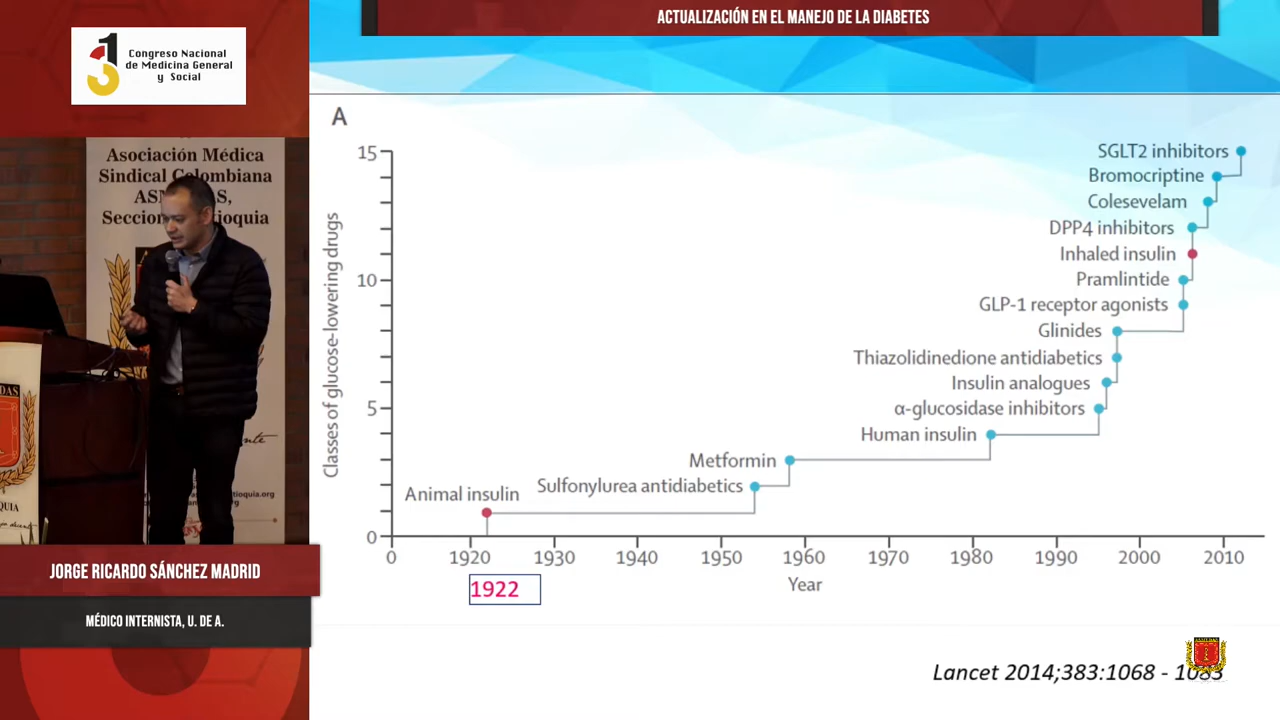 ACTUALIZACIÓN EN EL MANEJO DE LA DIABETES
Congreso Nacional
de Medicina General
y Social
Asociación Médica
Sindical Colombiana
A
Classes of glucose-lowering drugs
15
10
5
0
SGLT2 inhibitors
Bromocriptine
Colesevelam
DPP4 inhibitors
Inhaled insulin
Pramlintide
GLP-1 receptor agonists
Glinides
Thiazolidinedione antidiabetics
Insulin analogues
α-glucosidase inhibitors
Human insulin
Metformin
Sulfonylurea antidiabetics
Animal insulin
0 1920 1930 1940 1950 1960 1970 1980 1990 2000 2010
Year
1922
JORGE RICARDO SÁNCHEZ MADRID
MÉDICO INTERNISTA, U. DE A.
Lancet 2014;383:1068 - 1083